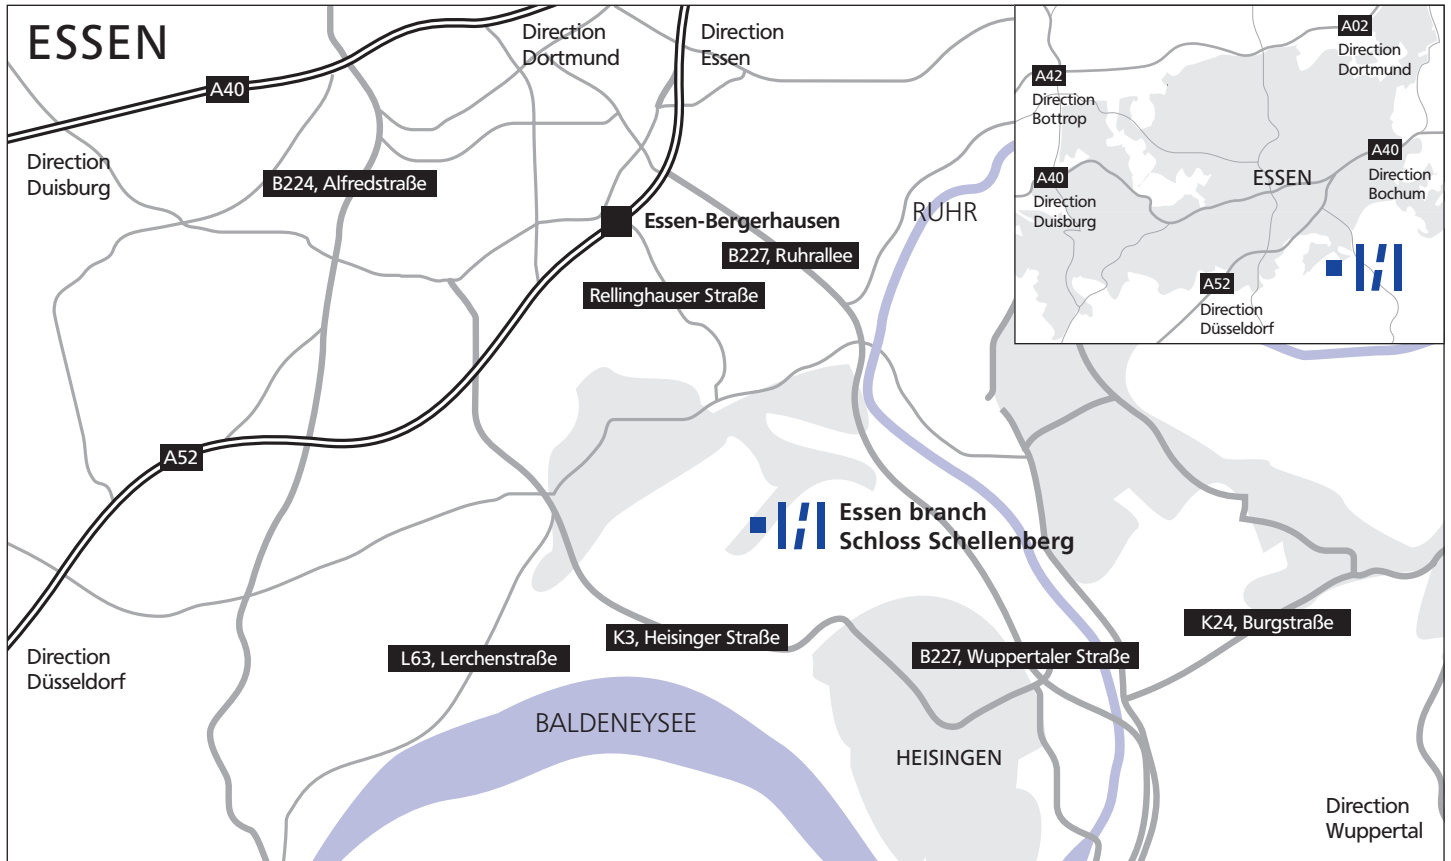 ESSEN
Direction
Dortmund
Direction
Essen
A40
Direction
Duisburg
B224, Alfredstraße
Essen-Bergerhausen
B227, Ruhrallee
Rellinghauser Straße
RUHR
A52
Essen branch
Schloss Schellenberg
Direction
Düsseldorf
L63, Lerchenstraße
K3, Heisinger Straße
B227, Wuppertaler Straße
K24, Burgstraße
BALDENEYSEE
HEISINGEN
Direction
Wuppertal
A02
Direction
Dortmund
A42
Direction
Bottrop
A40
Direction
Bochum
A40
Direction
Duisburg
ESSEN
A52
Direction
Düsseldorf